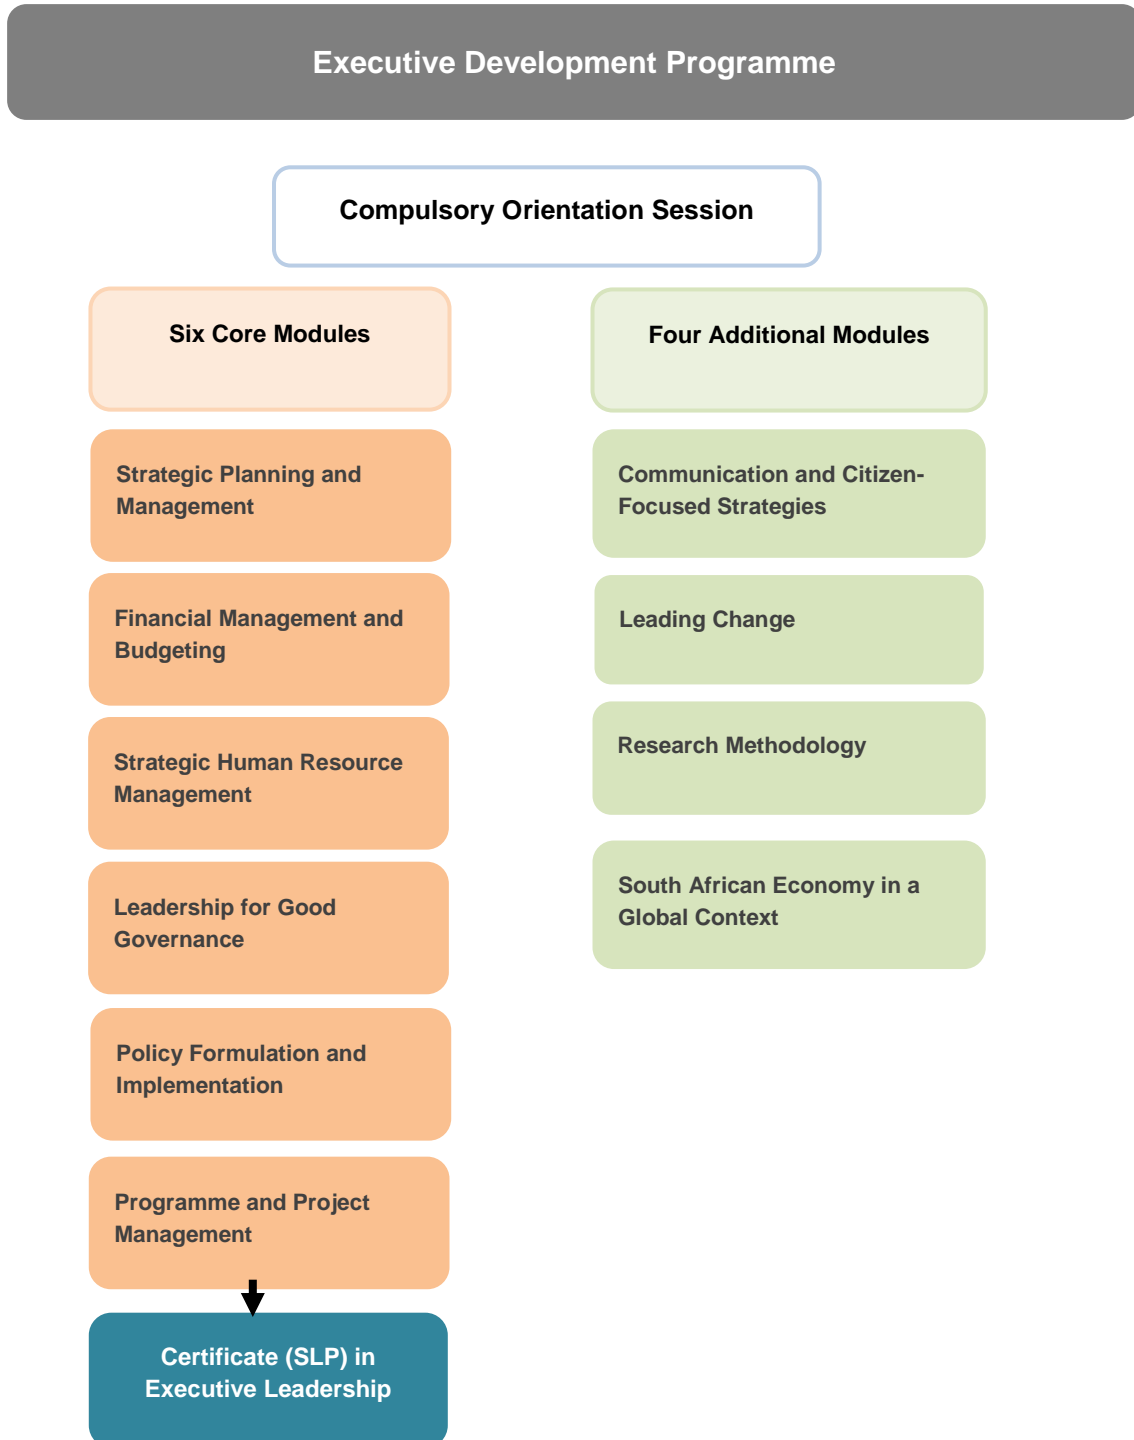 Executive Development Programme
Compulsory Orientation Session
Six Core Modules
Strategic Planning and
Management
Financial Management and
Budgeting
Strategic Human Resource
Management
Leadership for Good
Governance
Policy Formulation and
Implementation
Programme and Project
Management
Certificate (SLP) in
Executive Leadership
Four Additional Modules
Communication and Citizen-
Focused Strategies
Leading Change
Research Methodology
South African Economy in a
Global Context